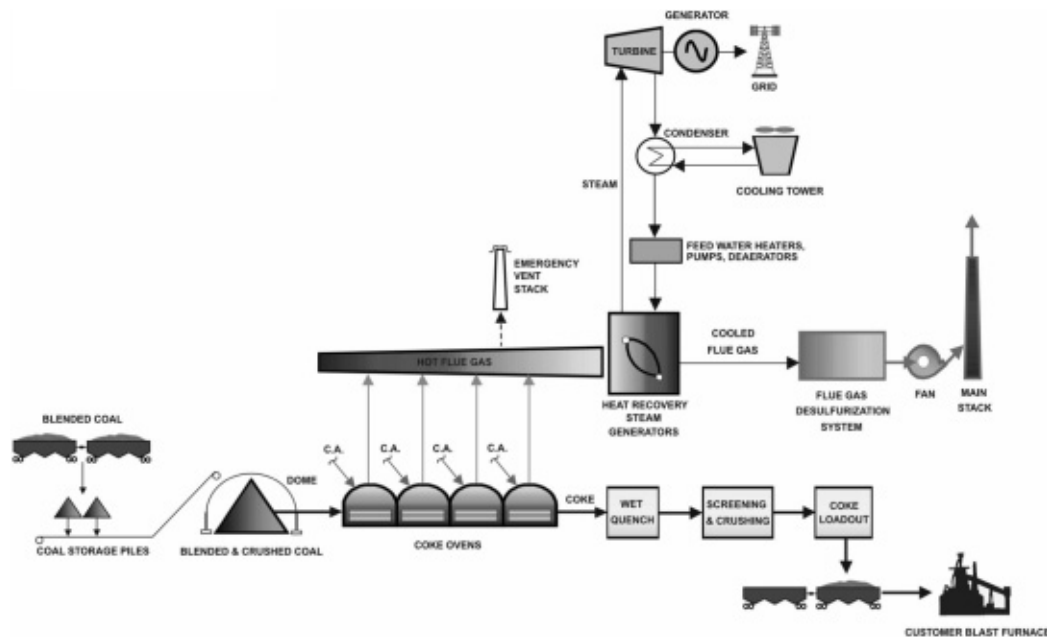 GENERATOR
TURBINE
GRID
CONDENSER
COOLING TOWER
STEAM
FEED WATER HEATERS,
PUMPS, DEAERATORS
EMERGENCY
VENT
STACK
HOT FLUE GAS
COOLED
FLUE GAS
HEAT RECOVERY
STEAM
GENERATORS
FLUE GAS
DESULFURIZATION
SYSTEM
FAN
MAIN
STACK
BLENDED COAL
C.A.
C.A.
C.A.
C.A.
DOME
COKE
WET
QUENCH
SCREENING
& CRUSHING
COKE
LOADOUT
COAL STORAGE PILES
BLENDED & CRUSHED COAL
COKE OVENS
CUSTOMER BLAST FURNACE